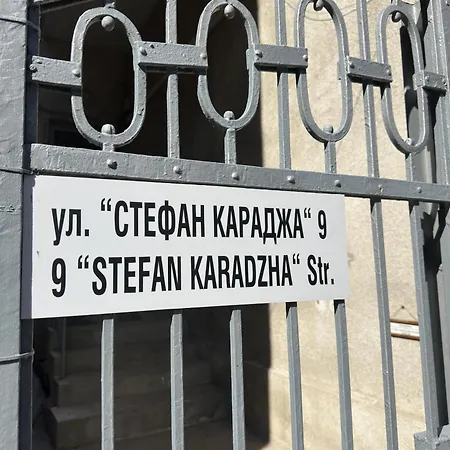 ул. “СТЕФАН КАРАДЖА“ 9
9 “STEFAN KARADZHA“ Str.